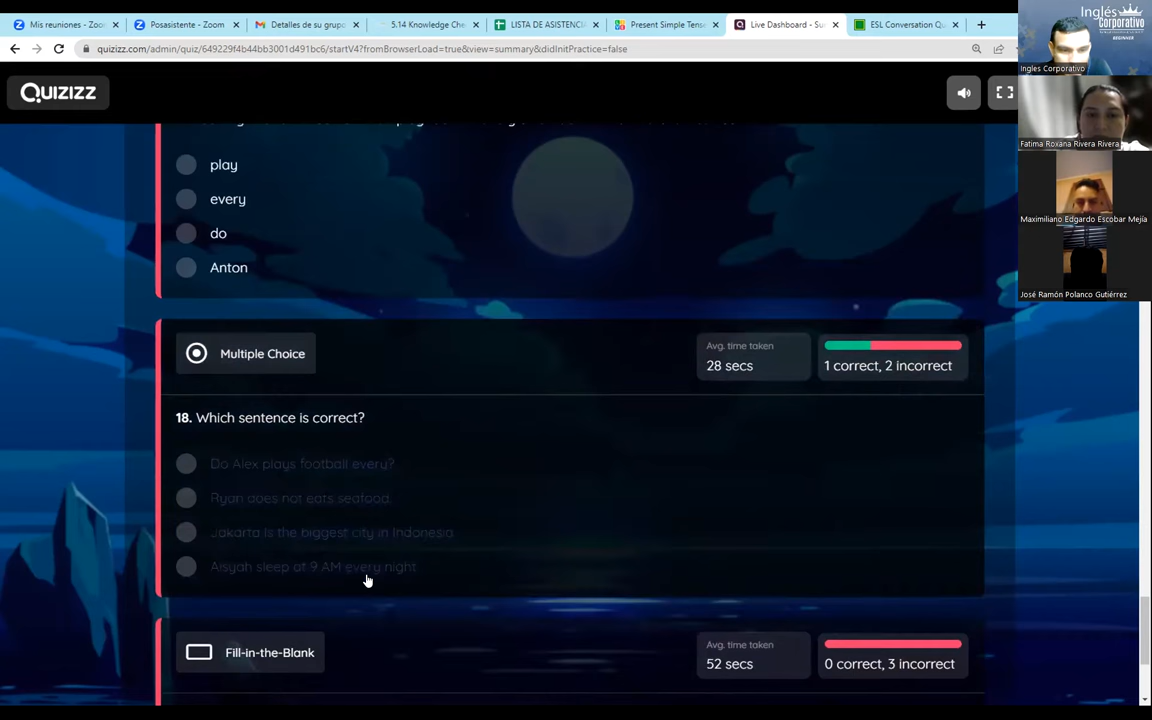 Mis reuniones - Zoo
Posasistente - Zoom
Detalles de su grupo
5.14 Knowledge Che
LISTA DE ASISTENCI
Present Simple Tens
Live Dashboard - Su
ESL Conversation Qu
quizizz.com/admin/quiz/649229f4b44bb3001d491bc6/startV4?fromBrowserLoad=true&view=summary&didInitPractice=false
Inglés
Corporativo
BEGINNER
Ingles Corporativo
Fatima Roxana Rivera Rivera
Maximiliano Edgardo Escobar Mejía
José Ramón Polanco Gutiérrez
QUIZIZZ
play
every
do
Anton
Multiple Choice
Avg. time taken
28 secs
1 correct, 2 incorrect
18. Which sentence is correct?
Do Alex plays football every?
Ryan does not eats seafood.
Jakarta Is the biggest city in Indonesia
Aisyah sleep at 9 AM every night
Fill-in-the-Blank
Avg. time taken
52 secs
0 correct, 3 incorrect